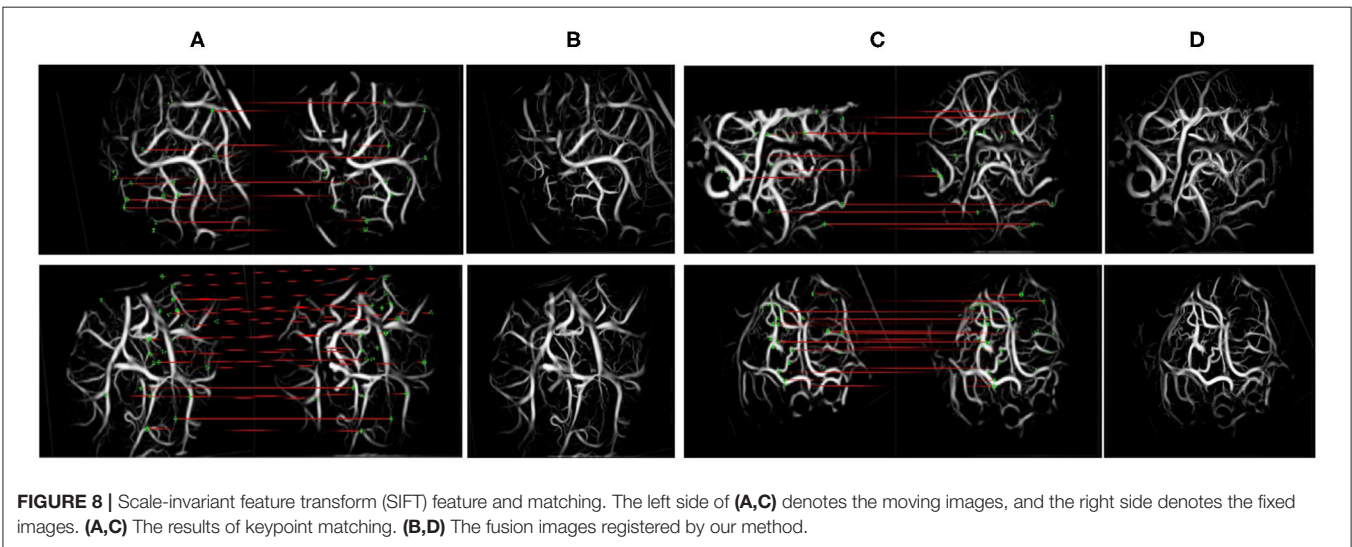 A B C D
FIGURE 8 | Scale-invariant feature transform (SIFT) feature and matching. The left side of (A,C) denotes the moving images, and the right side denotes the fixed
images. (A,C) The results of keypoint matching. (B,D) The fusion images registered by our method.